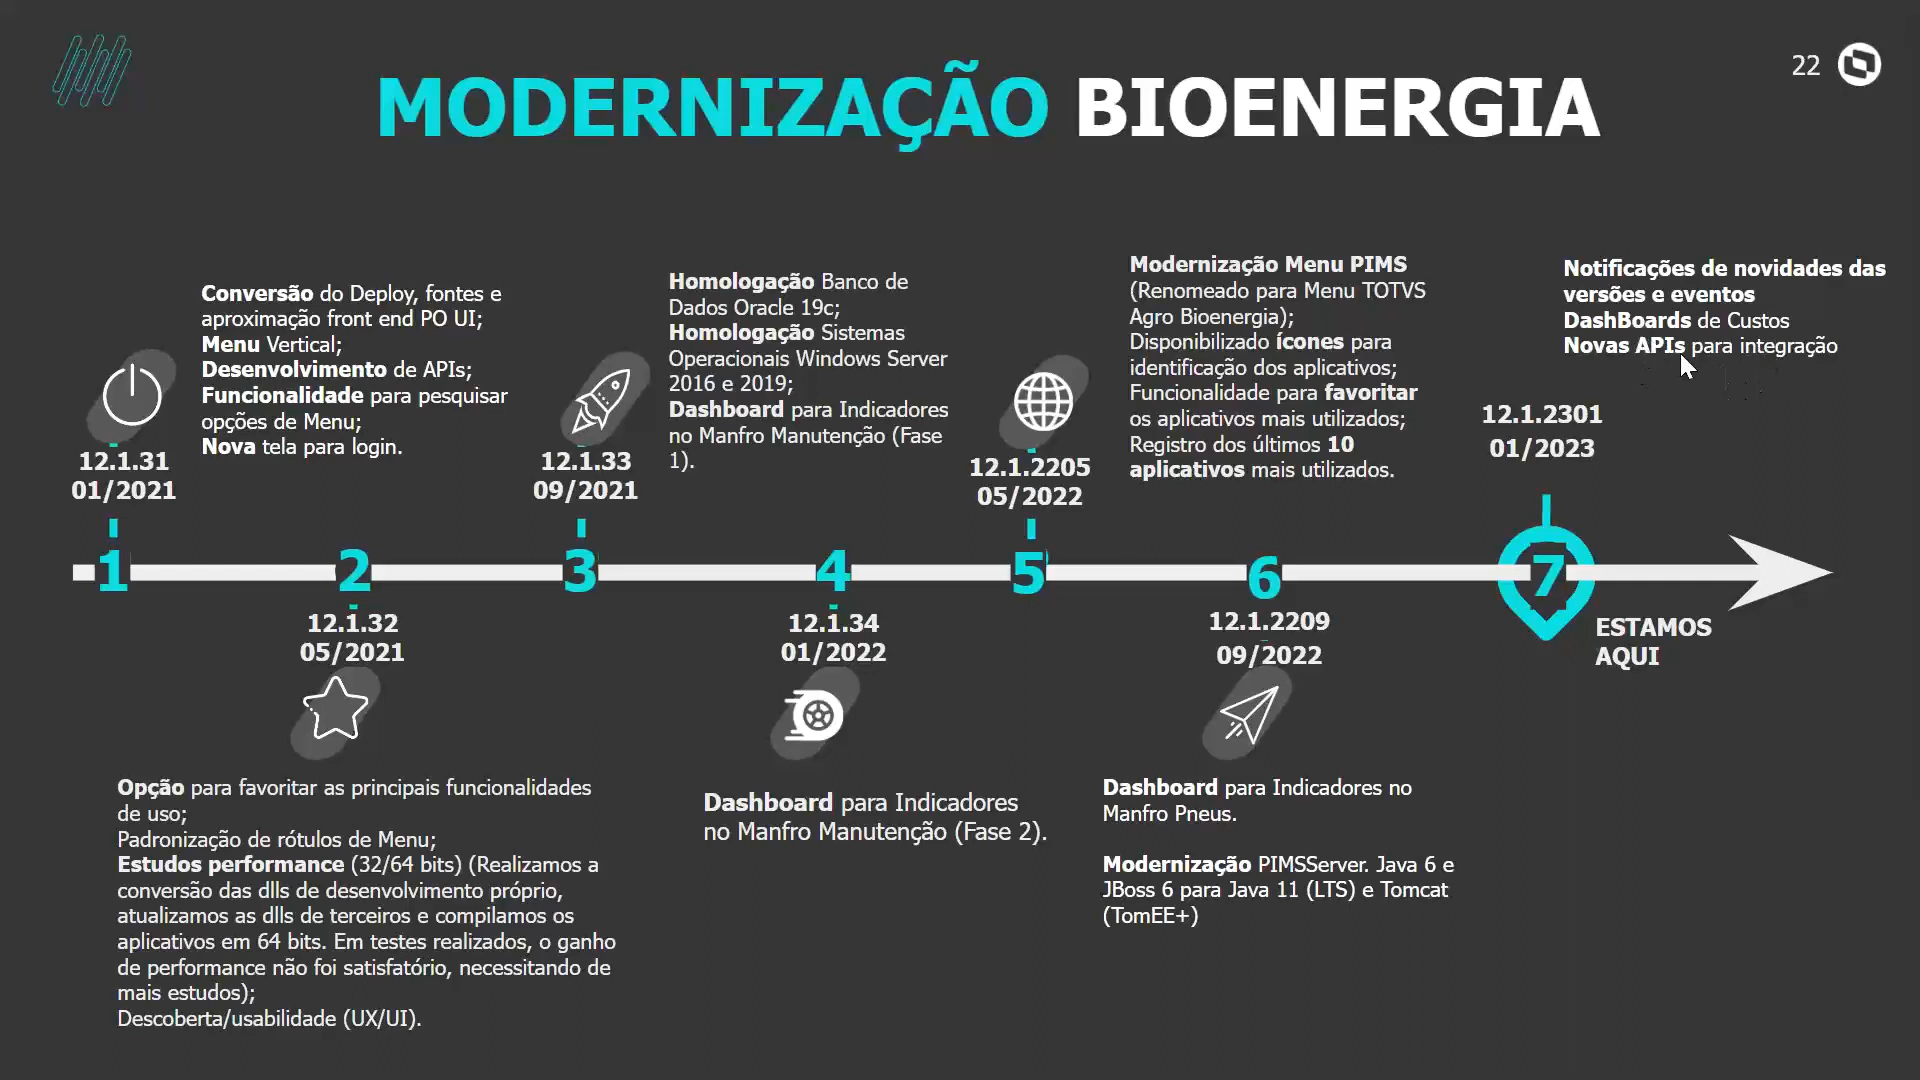 22
MODERNIZAÇÃO BIOENERGIA
Conversão do Deploy, fontes e
aproximação front end PO UI;
Menu Vertical;
Desenvolvimento de APIs;
Funcionalidade para pesquisar
opções de Menu;
Nova tela para login.
12.1.31
01/2021
Homologação Banco de
Dados Oracle 19c;
Homologação Sistemas
Operacionais Windows Server
2016 e 2019;
Dashboard para Indicadores
no Manfro Manutenção (Fase
1).
12.1.33
09/2021
Modernização Menu PIMS
(Renomeado para Menu TOTVS
Agro Bioenergia);
Disponibilizado ícones para
identificação dos aplicativos;
Funcionalidade para favoritar
os aplicativos mais utilizados;
Registro dos últimos 10
aplicativos mais utilizados.
12.1.2205
05/2022
Notificações de novidades das
versões e eventos
DashBoards de Custos
Novas APIs para integração
12.1.2301
01/2023
1 2 3 4 5 6 7
ESTAMOS
AQUI
12.1.32
05/2021
Opção para favoritar as principais funcionalidades
de uso;
Padronização de rótulos de Menu;
Estudos performance (32/64 bits) (Realizamos a
conversão das dlls de desenvolvimento próprio,
atualizamos as dlls de terceiros e compilamos os
aplicativos em 64 bits. Em testes realizados, o ganho
de performance não foi satisfatório, necessitando de
mais estudos);
Descoberta/usabilidade (UX/UI).
12.1.34
01/2022
Dashboard para Indicadores
no Manfro Manutenção (Fase 2).
12.1.2209
09/2022
Dashboard para Indicadores no
Manfro Pneus.
Modernização PIMSServer. Java 6 e
JBoss 6 para Java 11 (LTS) e Tomcat
(TomEE+)